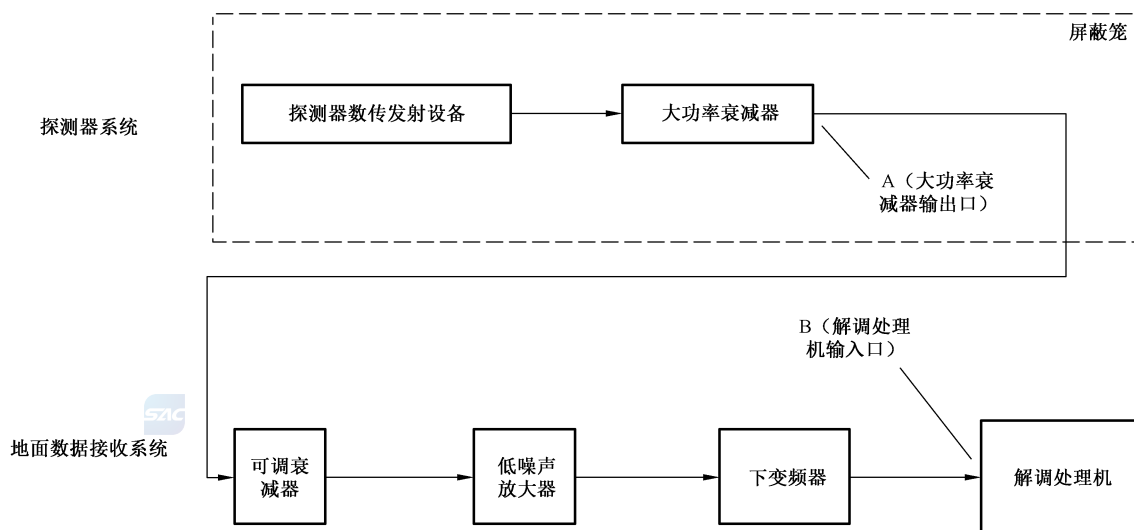 屏蔽笼
探测器系统
探测器数传发射设备
大功率衰减器
A（大功率衰
减器输出口）
B（解调处理
机输入口）
SAC
地面数据接收系统
可调衰
减器
低噪声
放大器
下变频器
解调处理机